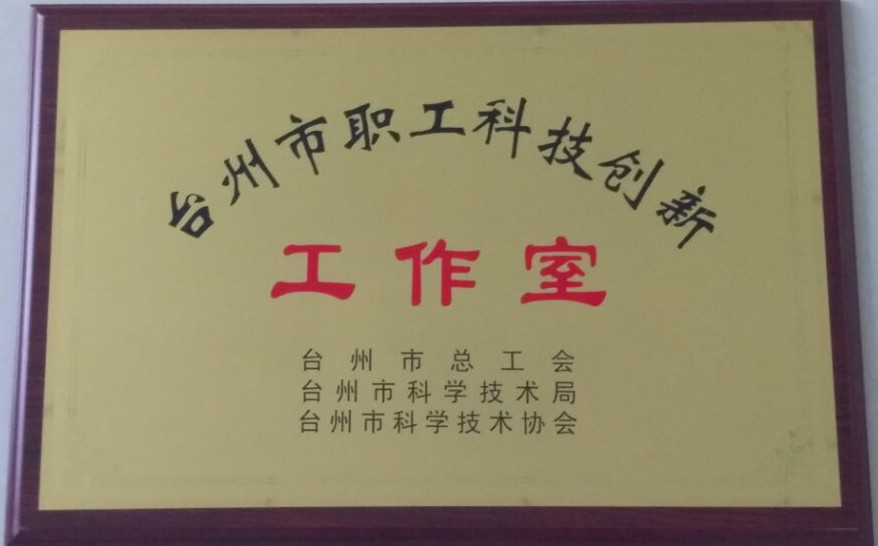 台州市职工科技创新
工作室
台州市总工会
台州市科学技术局
台州市科学技术协会